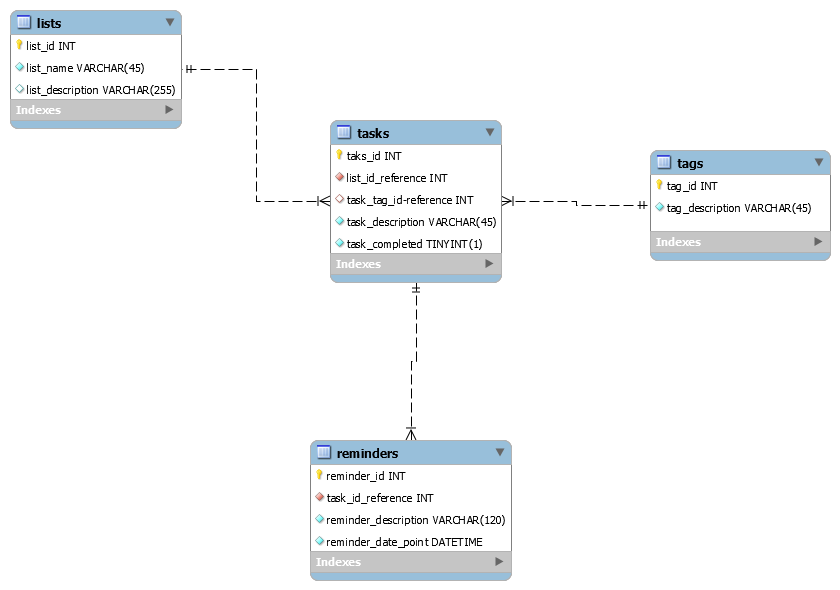 lists
list_id INT
list_name VARCHAR(45)
list_description VARCHAR(255)
Indexes
tasks
taks_id INT
list_id_reference INT
task_tag_id-reference INT
task_description VARCHAR(45)
task_completed TINYINT(1)
Indexes
tags
tag_id INT
tag_description VARCHAR(45)
Indexes
reminders
reminder_id INT
task_id_reference INT
reminder_description VARCHAR(120)
reminder_date_point DATETIME
Indexes